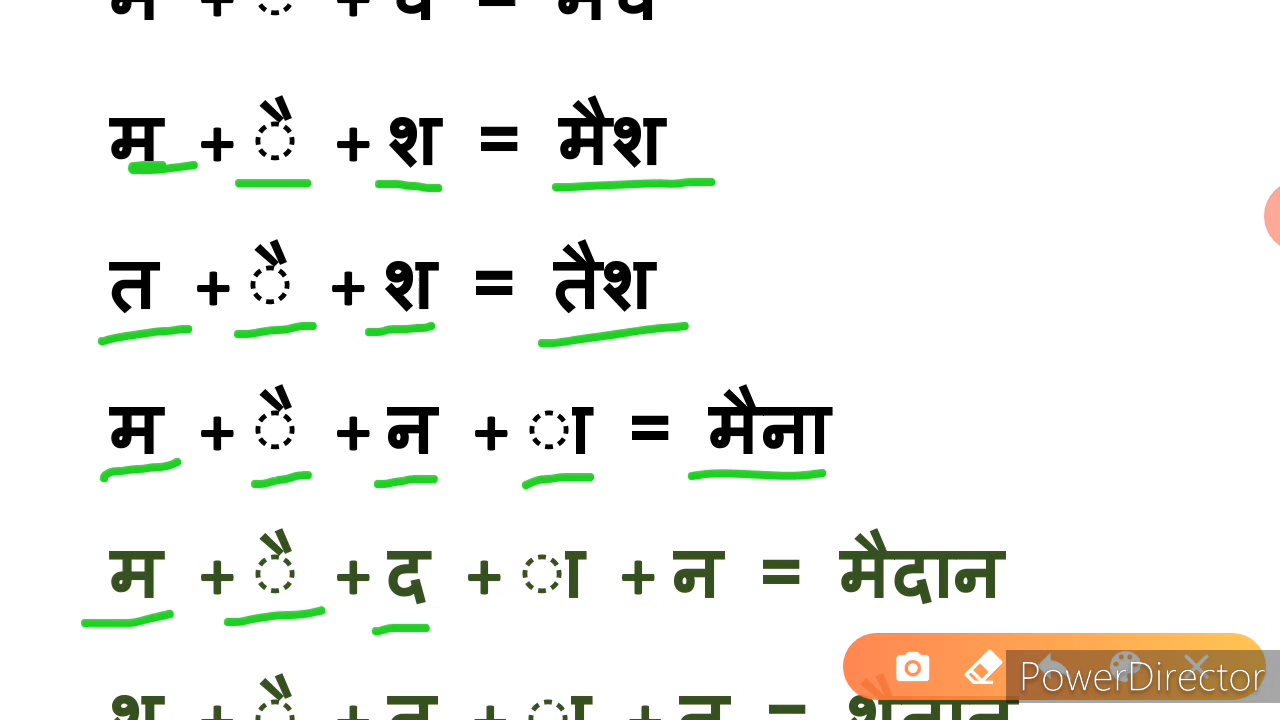 म + ै + श = मैश
त + ै + श = तैश
म + ै + न + ा = मैना
म + ै + द + ा + न = मैदान
PowerDirector